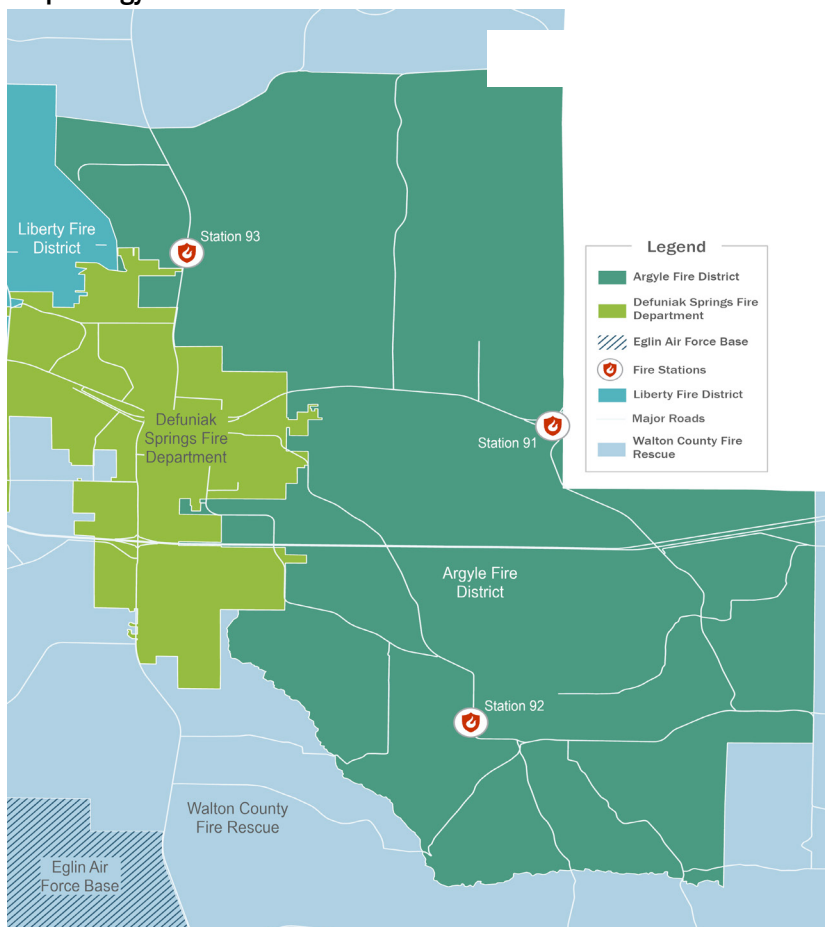 Station 93
Liberty Fire
District
Legend
Argyle Fire District
Defuniak Springs Fire
Department
Eglin Air Force Base
Fire Stations
Liberty Fire District
Major Roads
Walton County Fire
Rescue
Defuniak
Springs Fire
Department
Station 91
Argyle Fire
District
Station 92
Walton County
Fire Rescue
Eglin Air
Force Base